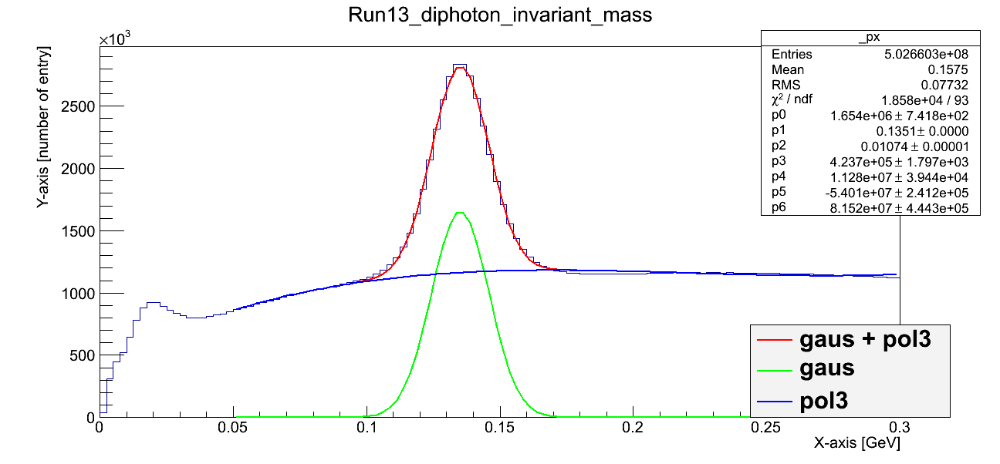 Run13_diphoton_invariant_mass
×10³
Y-axis [number of entry]
2500
2000
1500
1000
500
0
0 0.05 0.1 0.15 0.2 0.25 0.3
X-axis [GeV]
_px
Entries 5.026603e+08
Mean 0.1575
RMS 0.07732
χ² / ndf 1.858e+04 / 93
p0 1.654e+06 ± 7.418e+02
p1 0.1351 ± 0.0000
p2 0.01074 ± 0.00001
p3 4.237e+05 ± 1.797e+03
p4 1.128e+07 ± 3.944e+04
p5 -5.401e+07 ± 2.412e+05
p6 8.152e+07 ± 4.443e+05
gaus + pol3
gaus
pol3